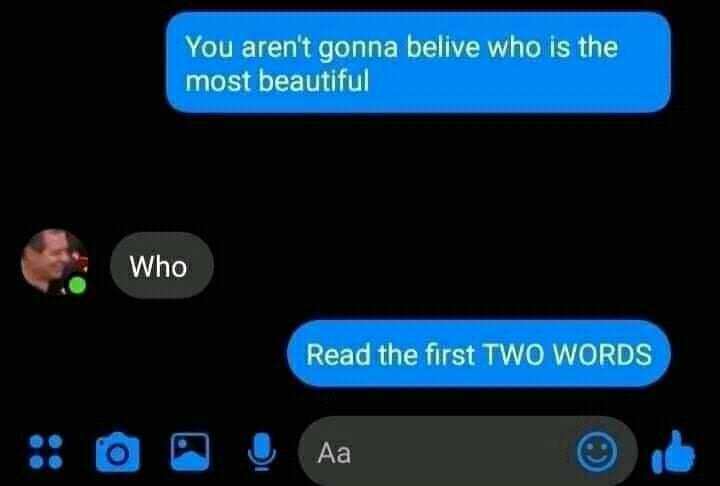 You aren't gonna belive who is the
most beautiful
Who
Read the first TWO WORDS
Aa